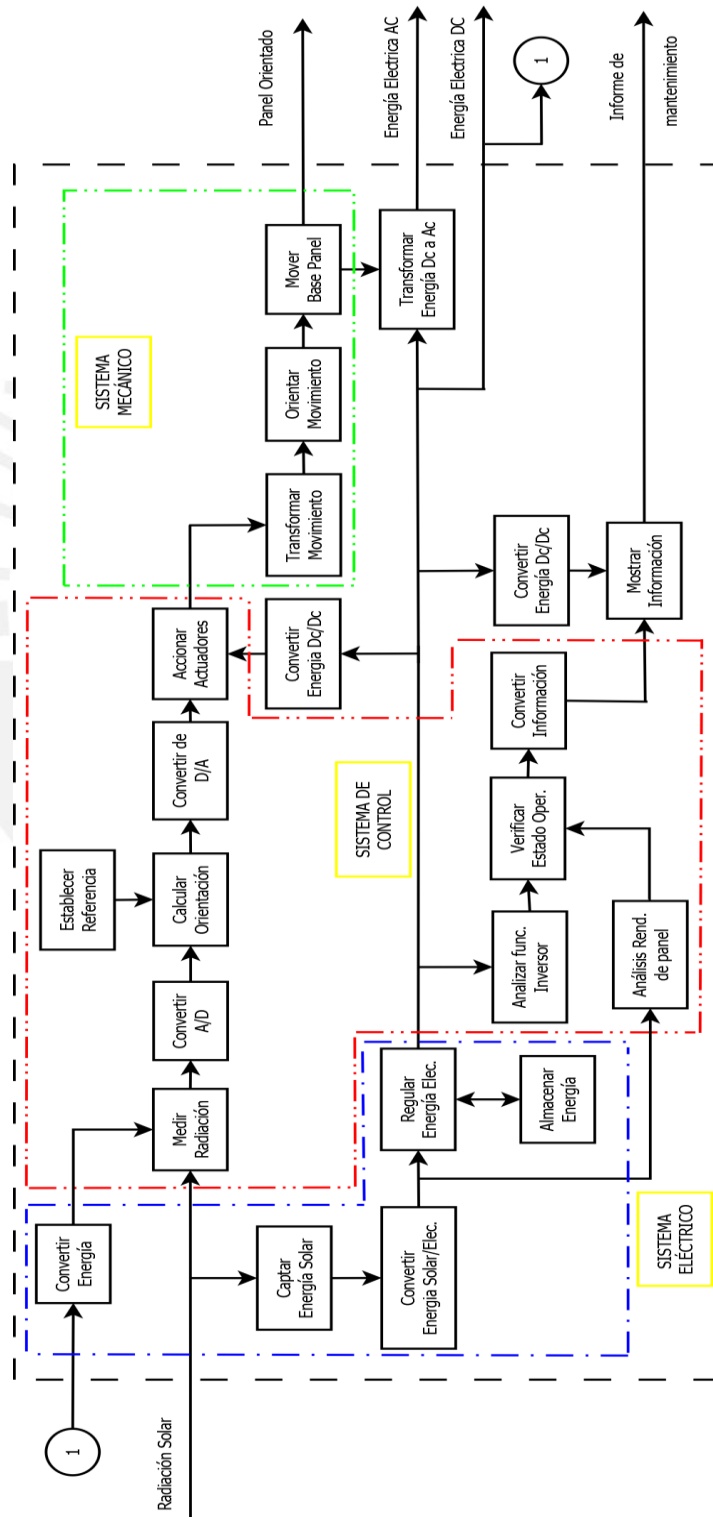 1
Radiación Solar
Convertir
Energía
Medir
Radiación
Convertir
A/D
Establecer
Referencia
Calcular
Orientación
Convertir de
D/A
Accionar
Actuadores
SISTEMA
MECÁNICO
Transformar
Movimiento
Orientar
Movimiento
Mover
Base Panel
Panel Orientado
Captar
Energía Solar
Convertir
Energia Solar/Elec.
Regular
Energía Elec.
Almacenar
Energía
SISTEMA
ELÉCTRICO
SISTEMA DE
CONTROL
Convertir
Energia Dc/Dc
Transformar
Energía Dc a Ac
Energía Electrica AC
Energía Electrica DC
1
Analizar func.
Inversor
Verificar
Estado Oper.
Convertir
Información
Análisis Rend.
de panel
Convertir
Energía Dc/Dc
Mostrar
Información
Informe de
mantenimiento